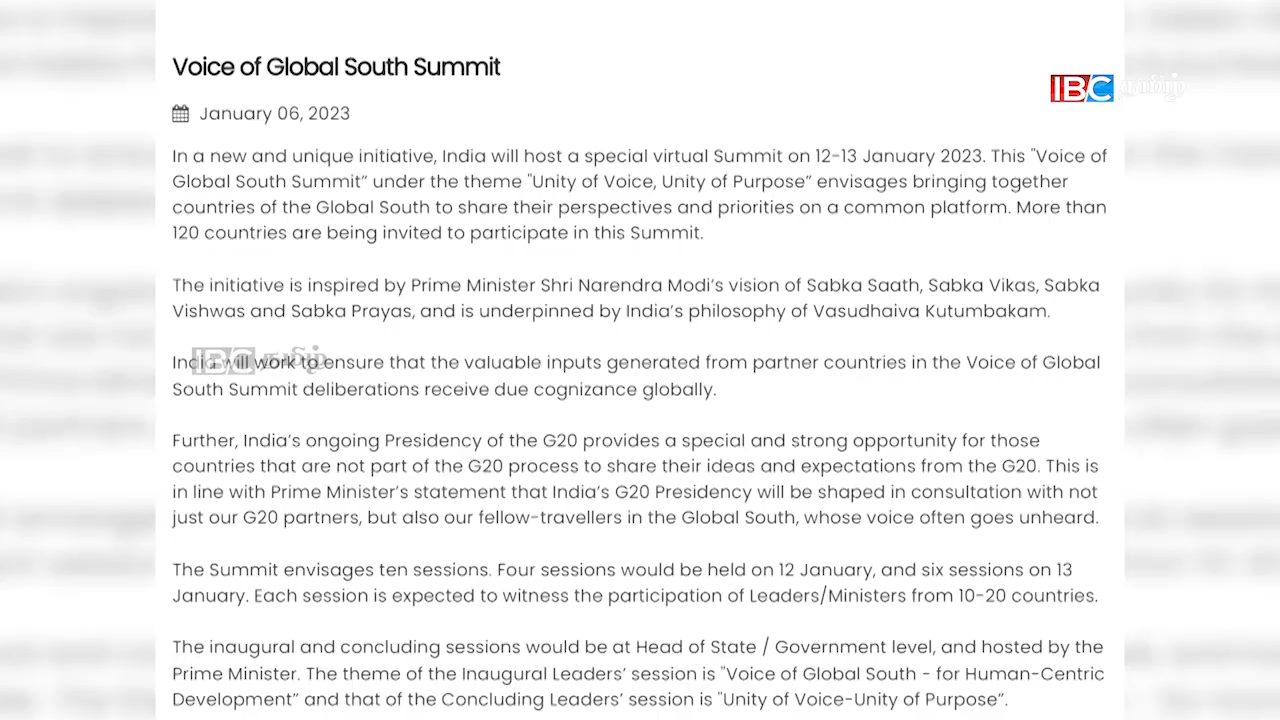 Voice of Global South Summit
IBC தமிழ்
January 06, 2023
In a new and unique initiative, India will host a special virtual Summit on 12-13 January 2023. This "Voice of
Global South Summit” under the theme "Unity of Voice, Unity of Purpose” envisages bringing together
countries of the Global South to share their perspectives and priorities on a common platform. More than
120 countries are being invited to participate in this Summit.
The initiative is inspired by Prime Minister Shri Narendra Modi’s vision of Sabka Saath, Sabka Vikas, Sabka
Vishwas and Sabka Prayas, and is underpinned by India’s philosophy of Vasudhaiva Kutumbakam.
IBC தமிழ்
India will work to ensure that the valuable inputs generated from partner countries in the Voice of Global
South Summit deliberations receive due cognizance globally.
Further, India’s ongoing Presidency of the G20 provides a special and strong opportunity for those
countries that are not part of the G20 process to share their ideas and expectations from the G20. This is
in line with Prime Minister’s statement that India’s G20 Presidency will be shaped in consultation with not
just our G20 partners, but also our fellow-travellers in the Global South, whose voice often goes unheard.
The Summit envisages ten sessions. Four sessions would be held on 12 January, and six sessions on 13
January. Each session is expected to witness the participation of Leaders/Ministers from 10-20 countries.
The inaugural and concluding sessions would be at Head of State / Government level, and hosted by the
Prime Minister. The theme of the Inaugural Leaders’ session is "Voice of Global South - for Human-Centric
Development” and that of the Concluding Leaders’ session is "Unity of Voice-Unity of Purpose”.